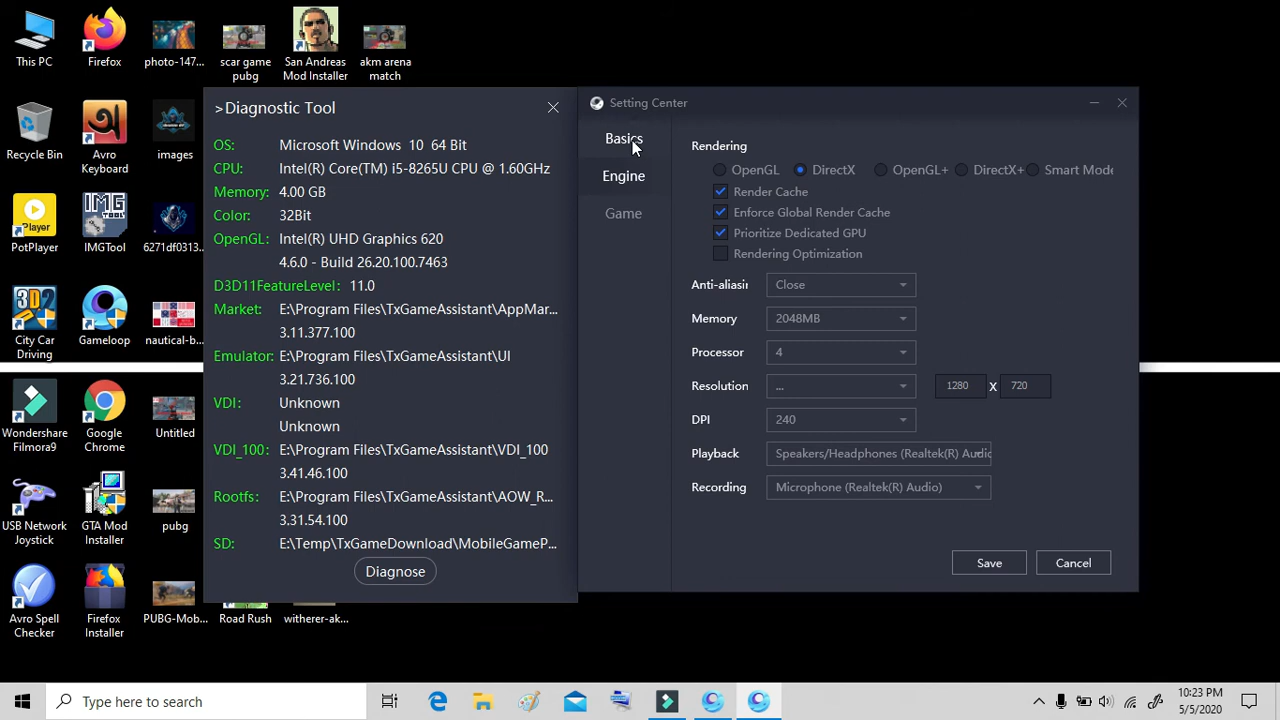 This PC
Firefox
photo-147...
scar game
pubg
San Andreas
Mod Installer
akm arena
match
Recycle Bin
Avro
Keyboard
images
PotPlayer
IMGTool
6271df0313...
City Car
Driving
Gameloop
nautical-b...
Wondershare
Filmora9
Google
Chrome
Untitled
USB Network
Joystick
GTA Mod
Installer
pubg
Avro Spell
Checker
Firefox
Installer
PUBG-Mob...
Road Rush
witherer-ak...
>Diagnostic Tool
OS: Microsoft Windows 10 64 Bit
CPU: Intel(R) Core(TM) i5-8265U CPU @ 1.60GHz
Memory: 4.00 GB
Color: 32Bit
OpenGL: Intel(R) UHD Graphics 620
4.6.0 - Build 26.20.100.7463
D3D11FeatureLevel: 11.0
Market: E:\Program Files\TxGameAssistant\AppMar...
3.11.377.100
Emulator: E:\Program Files\TxGameAssistant\UI
3.21.736.100
VDI: Unknown
Unknown
VDI_100: E:\Program Files\TxGameAssistant\VDI_100
3.41.46.100
Rootfs: E:\Program Files\TxGameAssistant\AOW_R...
3.31.54.100
SD: E:\Temp\TxGameDownload\MobileGameP...
Diagnose
Setting Center
Basics
Engine
Game
Rendering
OpenGL DirectX OpenGL+ DirectX+ Smart Mode
Render Cache
Enforce Global Render Cache
Prioritize Dedicated GPU
Rendering Optimization
Anti-aliasin Close
Memory 2048MB
Processor 4
Resolution ... 1280 x 720
DPI 240
Playback Speakers/Headphones (Realtek(R) Audio
Recording Microphone (Realtek(R) Audio)
Save Cancel
Type here to search
10:23 PM
5/5/2020